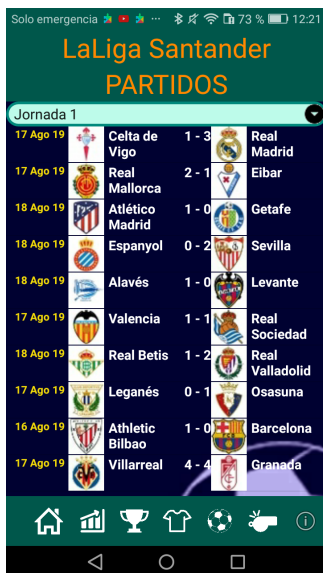 Solo emergencia ... 73 % 12:21
LaLiga Santander
PARTIDOS
Jornada 1
17 Ago 19 Celta de Vigo 1 - 3 Real Madrid
17 Ago 19 Real Mallorca 2 - 1 Eibar
18 Ago 19 Atlético Madrid 1 - 0 Getafe
18 Ago 19 Espanyol 0 - 2 Sevilla
18 Ago 19 Alavés 1 - 0 Levante
17 Ago 19 Valencia 1 - 1 Real Sociedad
18 Ago 19 Real Betis 1 - 2 Real Valladolid
17 Ago 19 Leganés 0 - 1 Osasuna
16 Ago 19 Athletic Bilbao 1 - 0 Barcelona
17 Ago 19 Villarreal 4 - 4 Granada